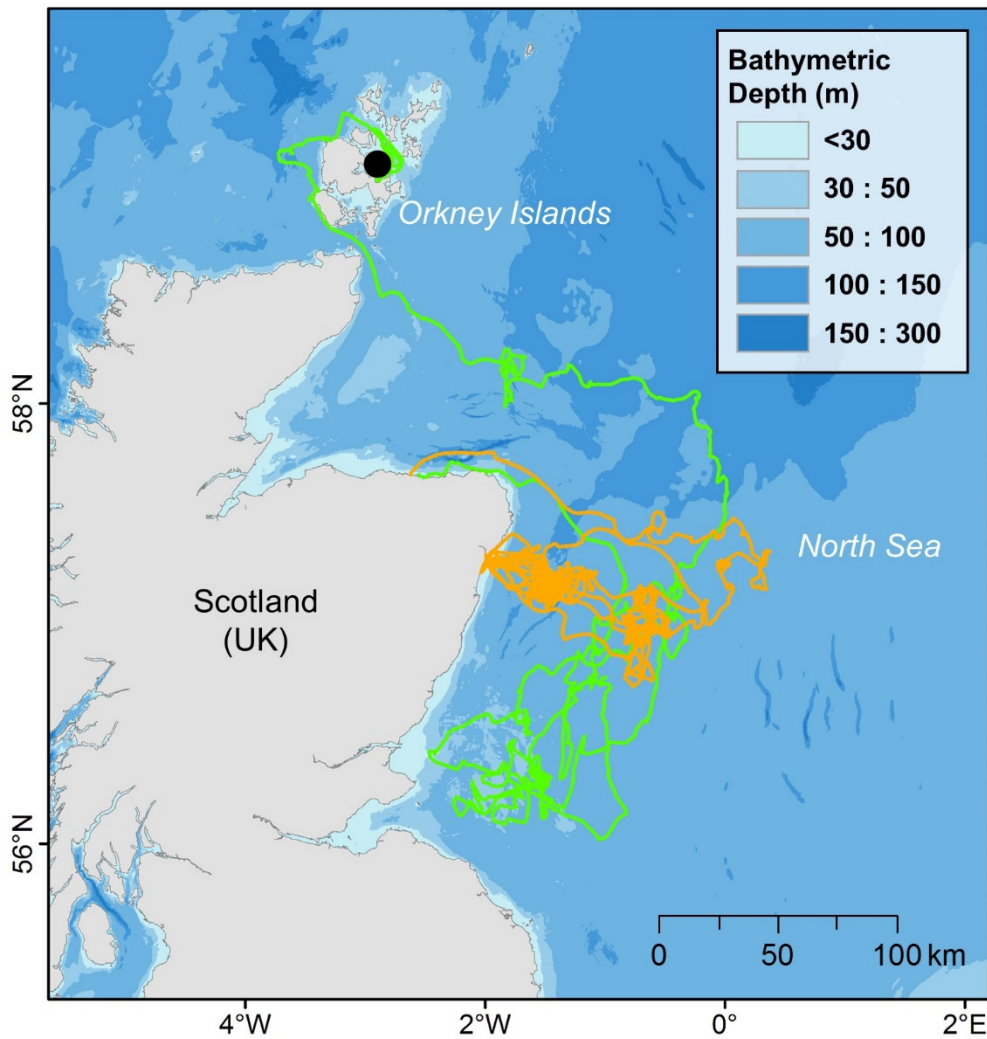 Bathymetric
Depth (m)
<30
30 : 50
50 : 100
100 : 150
150 : 300
Orkney Islands
58°N
North Sea
Scotland
(UK)
56°N
0 50 100 km
4°W 2°W 0° 2°E